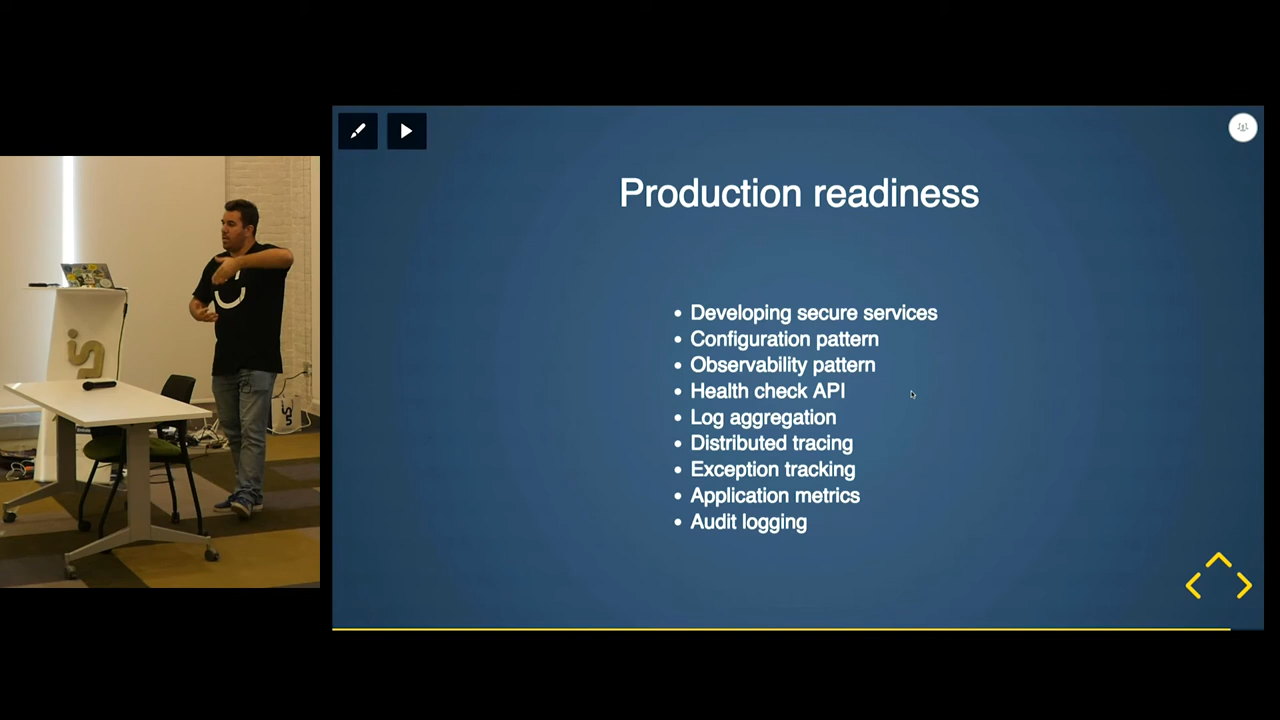 Production readiness
Developing secure services
Configuration pattern
Observability pattern
Health check API
Log aggregation
Distributed tracing
Exception tracking
Application metrics
Audit logging